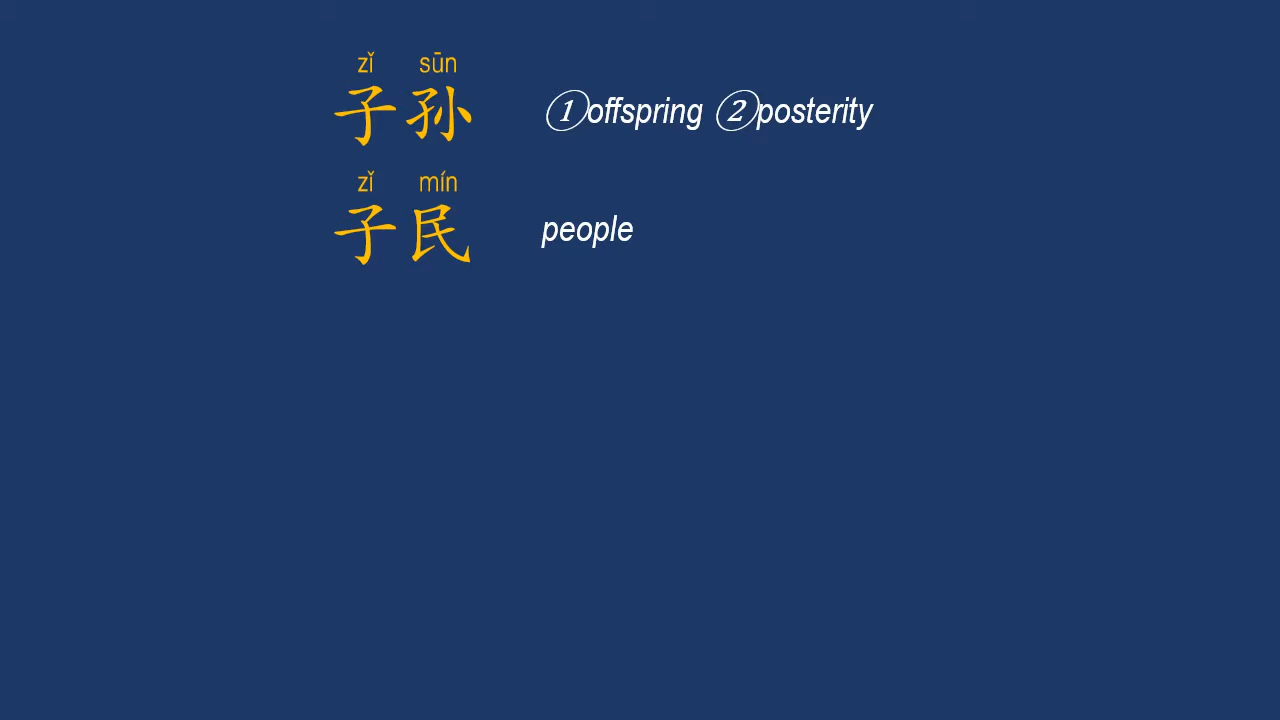 zǐ sūn
子孙 ①offspring ②posterity
zǐ mín
子民 people